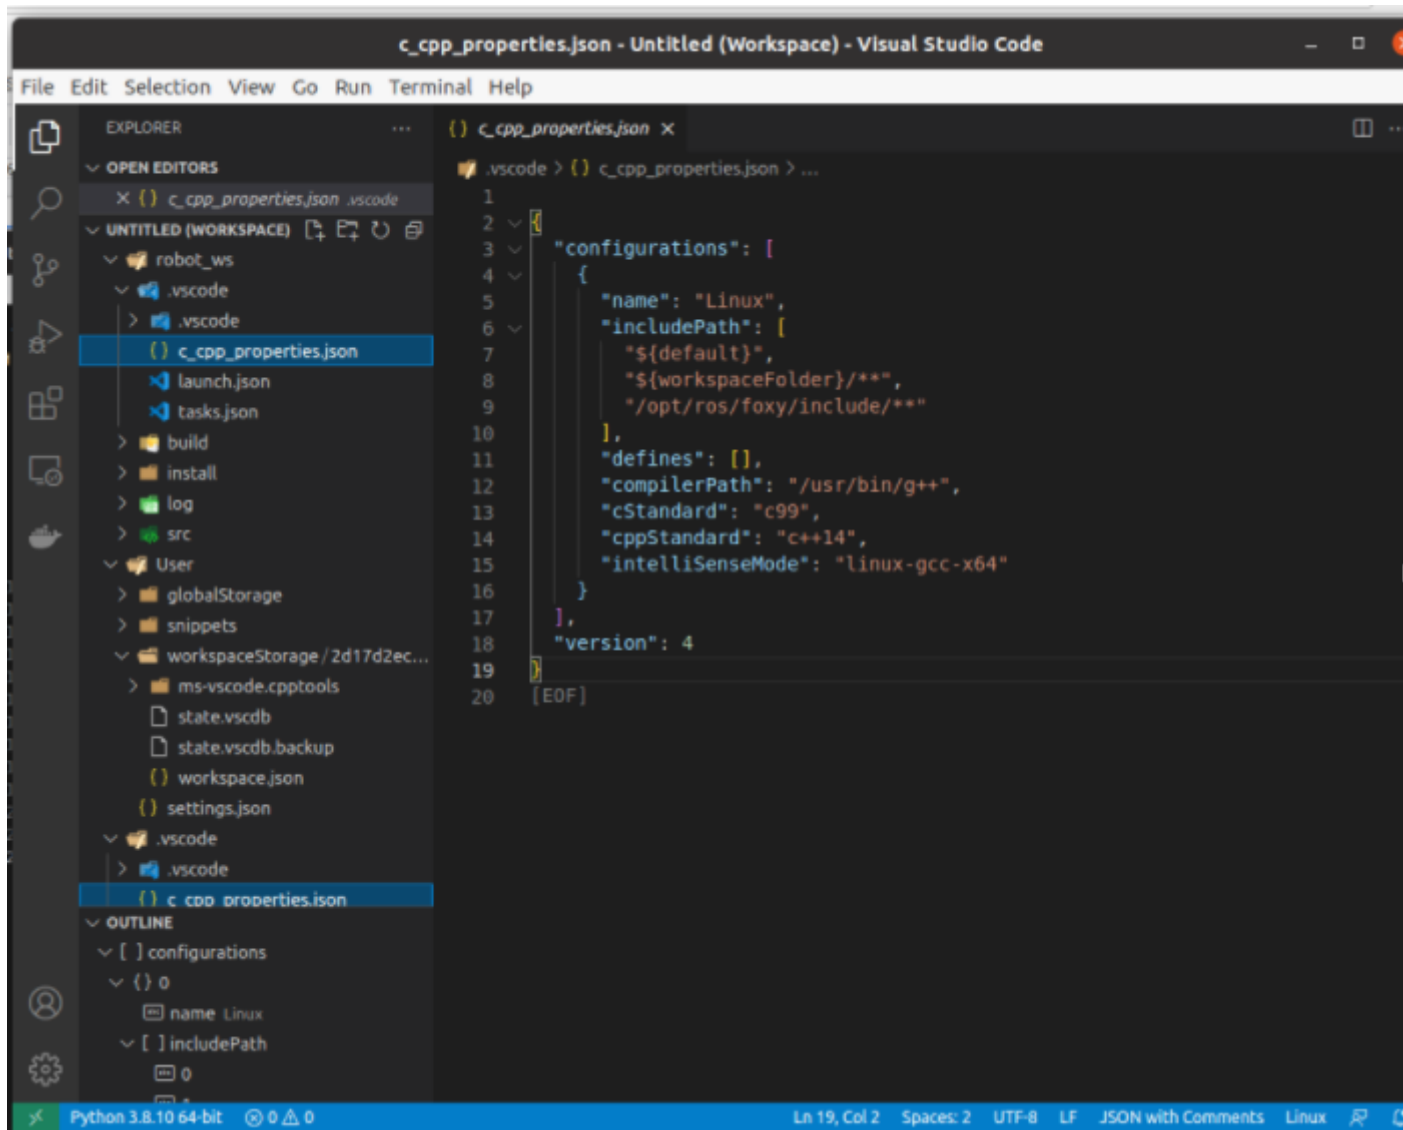 c_cpp_properties.json - Untitled (Workspace) - Visual Studio Code
File Edit Selection View Go Run Terminal Help
EXPLORER
OPEN EDITORS
c_cpp_properties.json .vscode
UNTITLED (WORKSPACE)
robot_ws
.vscode
.vscode
c_cpp_properties.json
launch.json
tasks.json
build
install
log
src
User
globalStorage
snippets
workspaceStorage / 2d17d2ec...
ms-vscode.cpptools
state.vscdb
state.vscdb.backup
workspace.json
settings.json
.vscode
.vscode
c_cpp_properties.json
OUTLINE
[ ] configurations
{} 0
name Linux
[ ] includePath
0
{} c_cpp_properties.json
.vscode > {} c_cpp_properties.json > ...
1
2 {
3 "configurations": [
4 {
5 "name": "Linux",
6 "includePath": [
7 "${default}",
8 "${workspaceFolder}/**",
9 "/opt/ros/foxy/include/**"
10 ],
11 "defines": [],
12 "compilerPath": "/usr/bin/g++",
13 "cStandard": "c99",
14 "cppStandard": "c++14",
15 "intelliSenseMode": "linux-gcc-x64"
16 }
17 ],
18 "version": 4
19 }
20 [EOF]
Python 3.8.10 64-bit 0 0 Ln 19, Col 2 Spaces: 2 UTF-8 LF JSON with Comments Linux